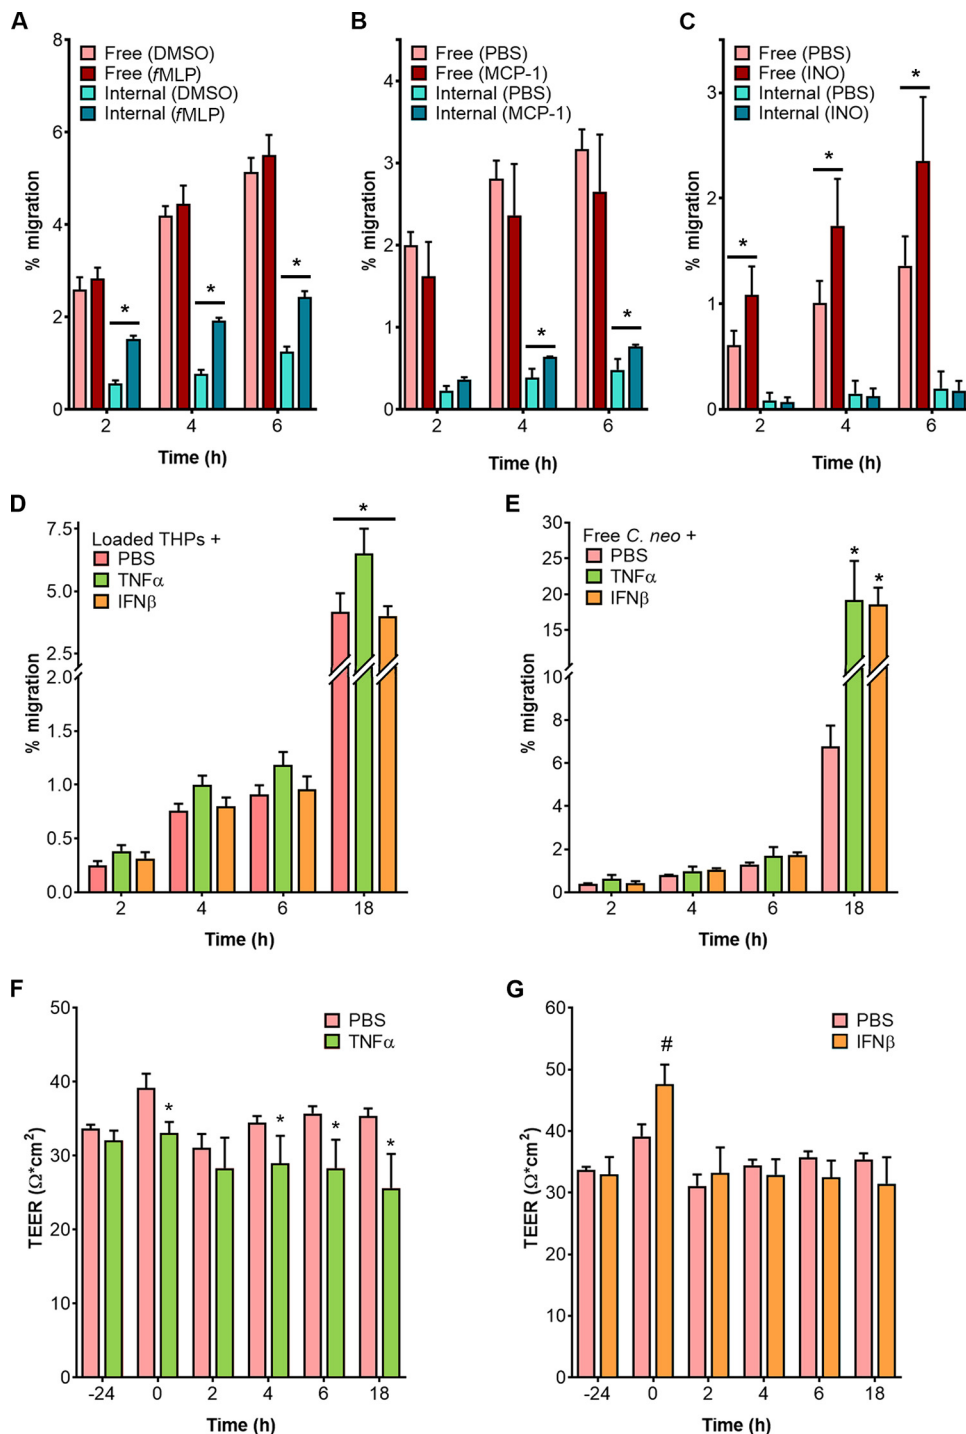 A
8
6
4
2
0
% migration
Free (DMSO)
Free (fMLP)
Internal (DMSO)
Internal (fMLP)
*
*
*
2
4
6
Time (h)
B
4
3
2
1
0
% migration
Free (PBS)
Free (MCP-1)
Internal (PBS)
Internal (MCP-1)
*
*
2
4
6
Time (h)
C
3
2
1
0
% migration
Free (PBS)
Free (INO)
Internal (PBS)
Internal (INO)
*
*
*
2
4
6
Time (h)
D
7.5
5.0
2.5
2.0
1.5
1.0
0.5
0.0
% migration
Loaded THPs +
PBS
TNFα
IFNβ
*
2
4
6
18
Time (h)
E
30
25
20
15
10
8
6
4
2
0
% migration
Free C. neo +
PBS
TNFα
IFNβ
*
*
2
4
6
18
Time (h)
F
50
40
30
20
10
0
TEER (Ω*cm²)
PBS
TNFα
*
*
*
*
-24
0
2
4
6
18
Time (h)
G
60
50
40
30
20
10
0
TEER (Ω*cm²)
PBS
IFNβ
#
-24
0
2
4
6
18
Time (h)